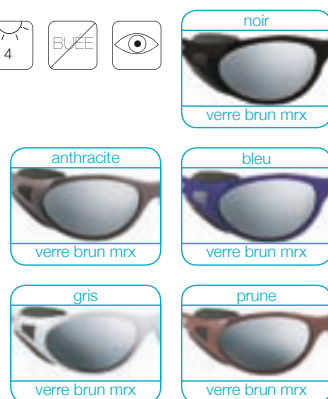 4
BUÉE
noir
verre brun mrx
anthracite
verre brun mrx
bleu
verre brun mrx
gris
verre brun mrx
prune
verre brun mrx